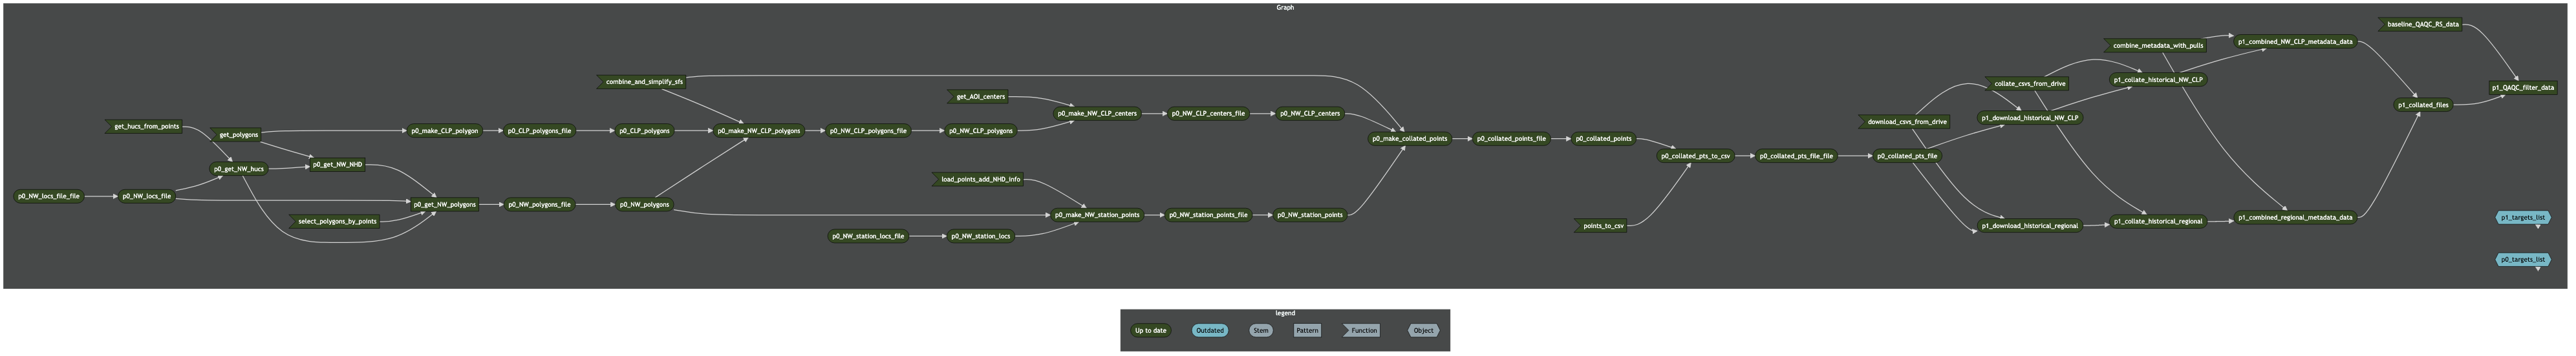 Graph
baseline_QAQC_RS_data
combine_metadata_with_pulls
p1_combined_NW_CLP_metadata_data
combine_and_simplify_sfs
collate_csvs_from_drive
p1_collate_historical_NW_CLP
p1_QAQC_filter_data
get_AOI_centers
p1_collated_files
p0_make_NW_CLP_centers
p0_NW_CLP_centers_file
p0_NW_CLP_centers
p1_download_historical_NW_CLP
download_csvs_from_drive
get_hucs_from_points
get_polygons
p0_make_CLP_polygon
p0_CLP_polygons_file
p0_CLP_polygons
p0_make_NW_CLP_polygons
p0_NW_CLP_polygons_file
p0_NW_CLP_polygons
p0_make_collated_points
p0_collated_points_file
p0_collated_points
p0_collated_pts_to_csv
p0_collated_pts_file_file
p0_collated_pts_file
p0_get_NW_NHD
p0_get_NW_hucs
load_points_add_NHD_info
p0_NW_locs_file_file
p0_NW_locs_file
p0_get_NW_polygons
p0_NW_polygons_file
p0_NW_polygons
select_polygons_by_points
p0_make_NW_station_points
p0_NW_station_points_file
p0_NW_station_points
points_to_csv
p1_download_historical_regional
p1_collate_historical_regional
p1_combined_regional_metadata_data
p1_targets_list
p0_NW_station_locs_file
p0_NW_station_locs
p0_targets_list
legend
Up to date
Outdated
Stem
Pattern
Function
Object